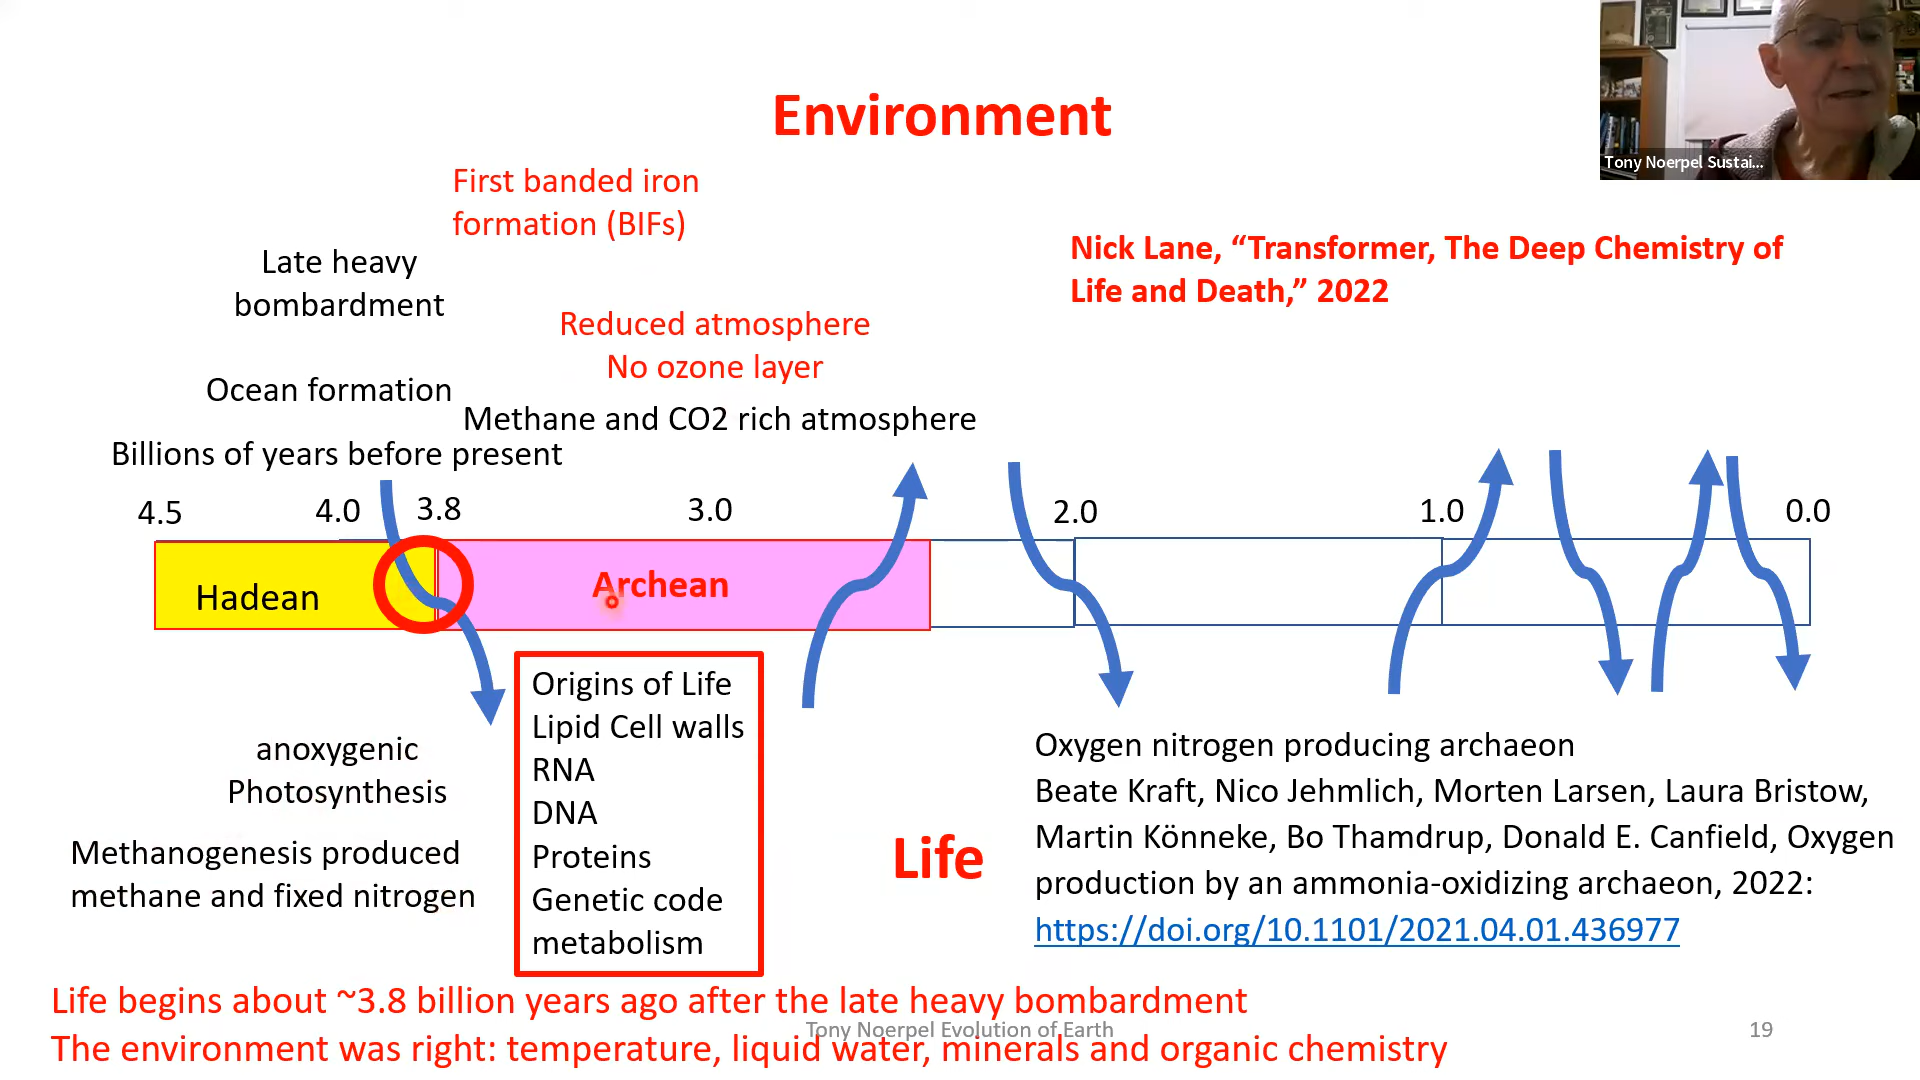 Environment
Tony Noerpel Sustai...
First banded iron
formation (BIFs)
Late heavy
bombardment
Nick Lane, “Transformer, The Deep Chemistry of
Life and Death,” 2022
Reduced atmosphere
No ozone layer
Ocean formation
Methane and CO2 rich atmosphere
Billions of years before present
4.5 4.0 3.8 3.0 2.0 1.0 0.0
Hadean
Archean
Origins of Life
Lipid Cell walls
RNA
DNA
Proteins
Genetic code
metabolism
anoxygenic
Photosynthesis
Methanogenesis produced
methane and fixed nitrogen
Life
Oxygen nitrogen producing archaeon
Beate Kraft, Nico Jehmlich, Morten Larsen, Laura Bristow,
Martin Könneke, Bo Thamdrup, Donald E. Canfield, Oxygen
production by an ammonia-oxidizing archaeon, 2022:
https://doi.org/10.1101/2021.04.01.436977
Life begins about ~3.8 billion years ago after the late heavy bombardment
Tony Noerpel Evolution of Earth
19
The environment was right: temperature, liquid water, minerals and organic chemistry